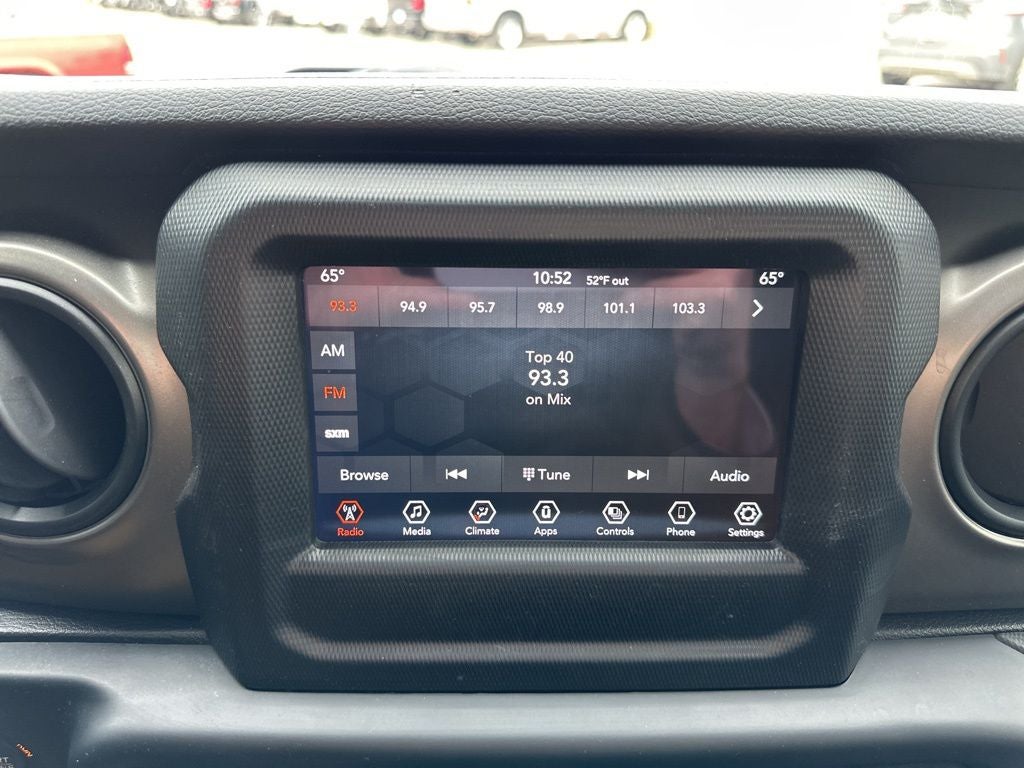 65° 10:52 52°F out 65°
93.3 94.9 95.7 98.9 101.1 103.3
AM
Top 40
93.3
FM
on Mix
sxm
Browse Tune Audio
Radio Media Climate Apps Controls Phone Settings